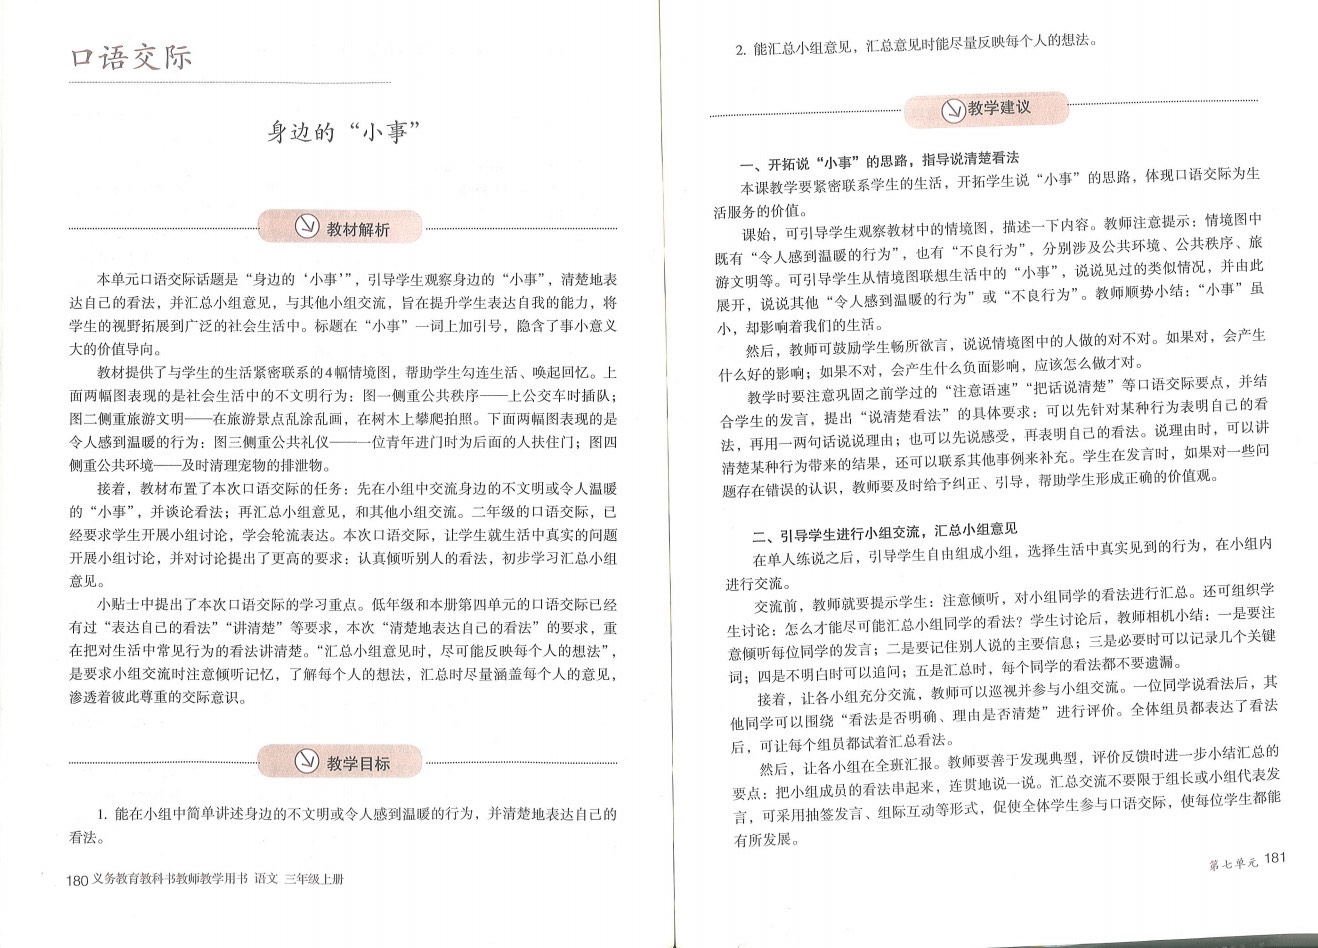 口语交际
身边的“小事”
教材解析
本单元口语交际话题是“身边的‘小事’”，引导学生观察身边的“小事”，清楚地表
达自己的看法，并汇总小组意见，与其他小组交流，旨在提升学生表达自我的能力，将
学生的视野拓展到广泛的社会生活中。标题在“小事”一词上加引号，隐含了事小意义
大的价值导向。
教材提供了与学生的生活紧密联系的4幅情境图，帮助学生勾连生活、唤起回忆。上
面两幅图表现的是社会生活中的不文明行为：图一侧重公共秩序——上公交车时插队；
图二侧重旅游文明——在旅游景点乱涂乱画，在树木上攀爬拍照。下面两幅图表现的是
令人感到温暖的行为：图三侧重公共礼仪——一位青年进门时为后面的人扶住门；图四
侧重公共环境——及时清理宠物的排泄物。
接着，教材布置了本次口语交际的任务：先在小组中交流身边的不文明或令人温暖
的“小事”，并谈论看法；再汇总小组意见，和其他小组交流。二年级的口语交际，已
经要求学生开展小组讨论，学会轮流表达。本次口语交际，让学生就生活中真实的问题
开展小组讨论，并对讨论提出了更高的要求：认真倾听别人的看法，初步学习汇总小组
意见。
小贴士中提出了本次口语交际的学习重点。低年级和本册第四单元的口语交际已经
有过“表达自己的看法”“讲清楚”等要求，本次“清楚地表达自己的看法”的要求，重
在把对生活中常见行为的看法讲清楚。“汇总小组意见时，尽可能反映每个人的想法”，
是要求小组交流时注意倾听记忆，了解每个人的想法，汇总时尽量涵盖每个人的意见，
渗透着彼此尊重的交际意识。
教学目标
1. 能在小组中简单讲述身边的不文明或令人感到温暖的行为，并清楚地表达自己的
看法。
180 义务教育教科书教师教学用书 语文 三年级上册
2. 能汇总小组意见，汇总意见时能尽量反映每个人的想法。
教学建议
一、开拓说“小事”的思路，指导说清楚看法
本课教学要紧密联系学生的生活，开拓学生说“小事”的思路，体现口语交际为生
活服务的价值。
课始，可引导学生观察教材中的情境图，描述一下内容。教师注意提示：情境图中
既有“令人感到温暖的行为”，也有“不良行为”，分别涉及公共环境、公共秩序、旅
游文明等。可引导学生从情境图联想生活中的“小事”，说说见过的类似情况，并由此
展开，说说其他“令人感到温暖的行为”或“不良行为”。教师顺势小结：“小事”虽
小，却影响着我们的生活。
然后，教师可鼓励学生畅所欲言，说说情境图中的人做的对不对。如果对，会产生
什么好的影响；如果不对，会产生什么负面影响，应该怎么做才对。
教学时要注意巩固之前学过的“注意语速”“把话说清楚”等口语交际要点，并结
合学生的发言，提出“说清楚看法”的具体要求：可以先针对某种行为表明自己的看
法，再用一两句话说说理由；也可以先说感受，再表明自己的看法。说理由时，可以讲
清楚某种行为带来的结果，还可以联系其他事例来补充。学生在发言时，如果对一些问
题存在错误的认识，教师要及时给予纠正、引导，帮助学生形成正确的价值观。
二、引导学生进行小组交流，汇总小组意见
在单人练说之后，引导学生自由组成小组，选择生活中真实见到的行为，在小组内
进行交流。
交流前，教师就要提示学生：注意倾听，对小组同学的看法进行汇总。还可组织学
生讨论：怎么才能尽可能汇总小组同学的看法？学生讨论后，教师相机小结：一是要注
意倾听每位同学的发言；二是要记住别人说的主要信息；三是必要时可以记录几个关键
词；四是不明白时可以追问；五是汇总时，每个同学的看法都不要遗漏。
接着，让各小组充分交流，教师可以巡视并参与小组交流。一位同学说看法后，其
他同学可以围绕“看法是否明确、理由是否清楚”进行评价。全体组员都表达了看法
后，可让每个组员都试着汇总看法。
然后，让各小组在全班汇报。教师要善于发现典型，评价反馈时进一步小结汇总的
要点：把小组成员的看法串起来，连贯地说一说。汇总交流不要限于组长或小组代表发
言，可采用抽签发言、组际互动等形式，促使全体学生参与口语交际，使每位学生都能
有所发展。
第七单元 181